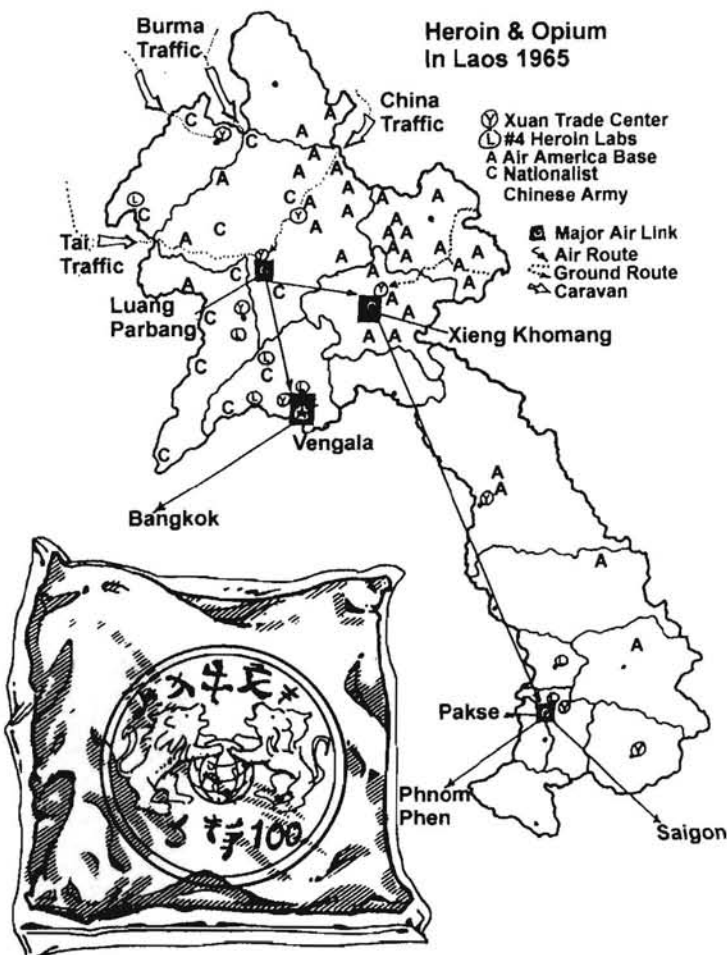 Heroin & Opium
In Laos 1965
Burma
Traffic
China
Traffic
Tai
Traffic
Y Xuan Trade Center
L #4 Heroin Labs
A Air America Base
C Nationalist
Chinese Army
Major Air Link
Air Route
Ground Route
Caravan
Luang
Parbang
Xieng Khomang
Vengala
Bangkok
Pakse
Phnom
Phen
Saigon
100